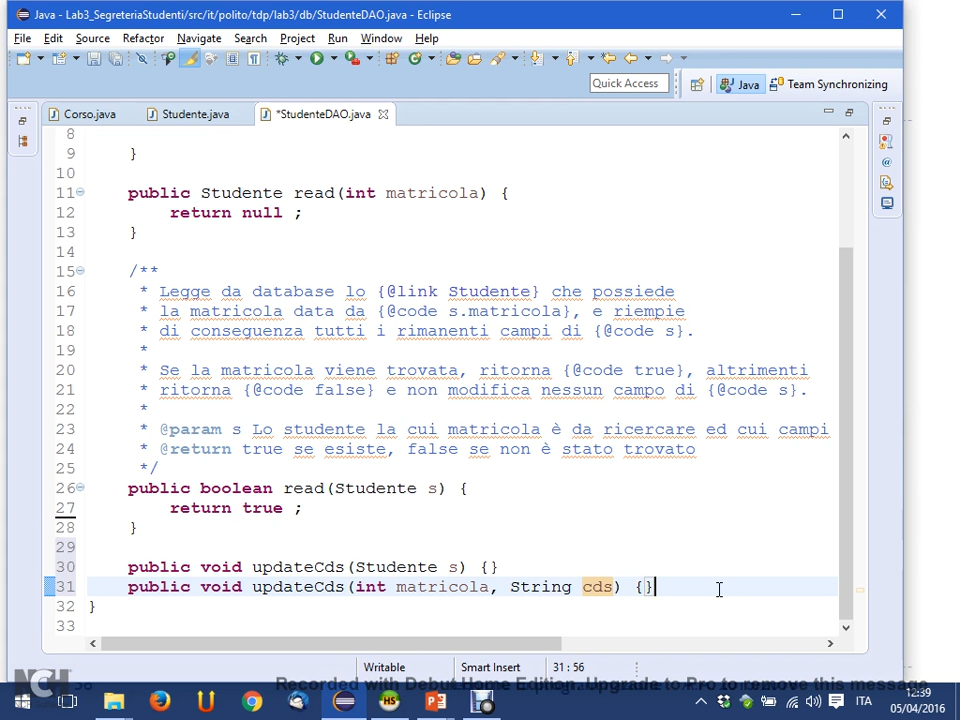 Java - Lab3_SegreteriaStudenti/src/it/polito/tdp/lab3/db/StudenteDAO.java - Eclipse
File Edit Source Refactor Navigate Search Project Run Window Help
Quick Access Java Team Synchronizing
Corso.java Studente.java *StudenteDAO.java
8
9 }
10
11 public Studente read(int matricola) {
12 return null ;
13 }
14
15 /**
16 * Legge da database lo {@link Studente} che possiede
17 * la matricola data da {@code s.matricola}, e riempie
18 * di conseguenza tutti i rimanenti campi di {@code s}.
19 *
20 * Se la matricola viene trovata, ritorna {@code true}, altrimenti
21 * ritorna {@code false} e non modifica nessun campo di {@code s}.
22 *
23 * @param s Lo studente la cui matricola è da ricercare ed cui campi
24 * @return true se esiste, false se non è stato trovato
25 */
26 public boolean read(Studente s) {
27 return true ;
28 }
29
30 public void updateCds(Studente s) {}
31 public void updateCds(int matricola, String cds) {}
32 }
33
Writable Smart Insert 31 : 56
NCH Recorded with Debut Home Edition. Upgrade to Pro to remove this message
ITA 12:39
05/04/2016